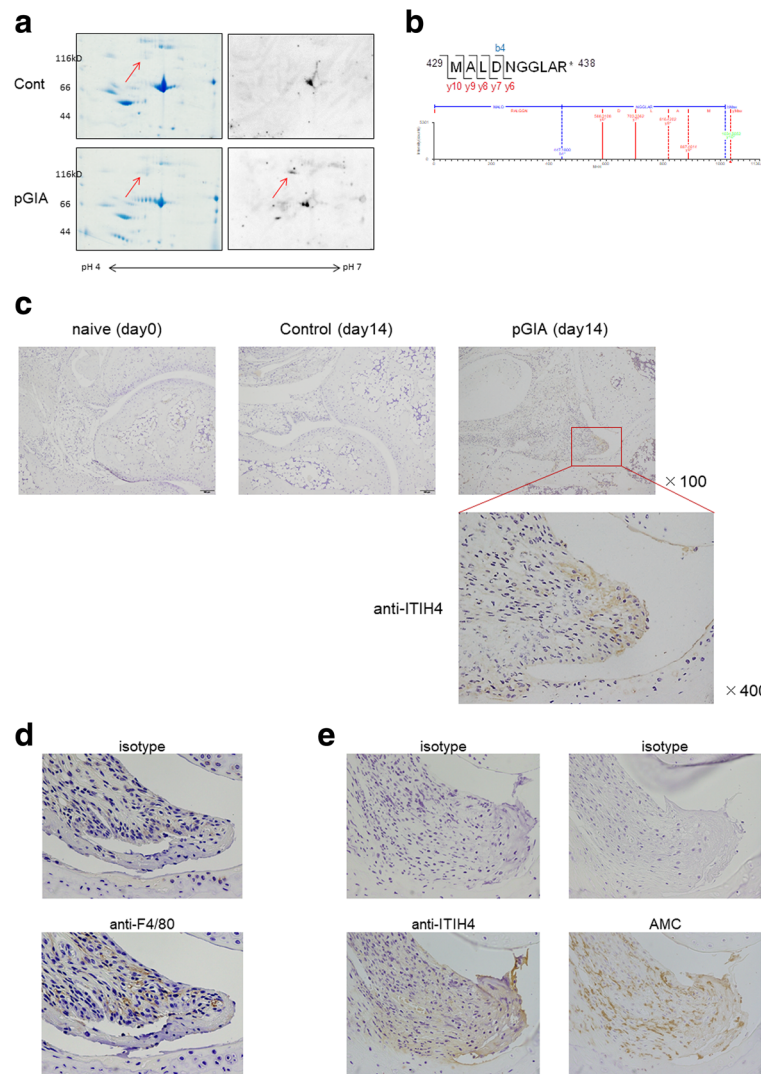 a
116kD
Cont
66
44
116kD
pGIA
66
44
pH 4
pH 7
b
b4
429 MALDNGGLAR+ 438
y10 y9 y8 y7 y6
c
naive (day0)
Control (day14)
pGIA (day14)
×100
anti-ITIH4
×400
d
isotype
anti-F4/80
e
isotype
isotype
anti-ITIH4
AMC